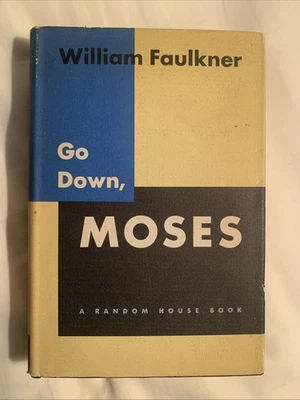 William Faulkner
Go
Down,
MOSES
A RANDOM HOUSE BOOK